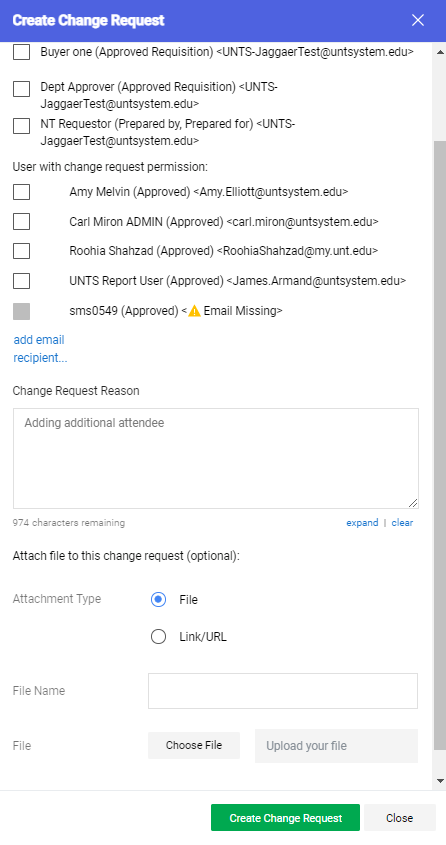 Create Change Request
Buyer one (Approved Requisition) <UNTS-JaggaerTest@untsystem.edu>
Dept Approver (Approved Requisition) <UNTS-
JaggaerTest@untsystem.edu>
NT Requestor (Prepared by, Prepared for) <UNTS-
JaggaerTest@untsystem.edu>
User with change request permission:
Amy Melvin (Approved) <Amy.Elliott@untsystem.edu>
Carl Miron ADMIN (Approved) <carl.miron@untsystem.edu>
Roohia Shahzad (Approved) <RoohiaShahzad@my.unt.edu>
UNTS Report User (Approved) <James.Armand@untsystem.edu>
sms0549 (Approved) < Email Missing>
add email
recipient...
Change Request Reason
Adding additional attendee
974 characters remaining expand | clear
Attach file to this change request (optional):
Attachment Type File
Link/URL
File Name
File Choose File Upload your file
Create Change Request Close